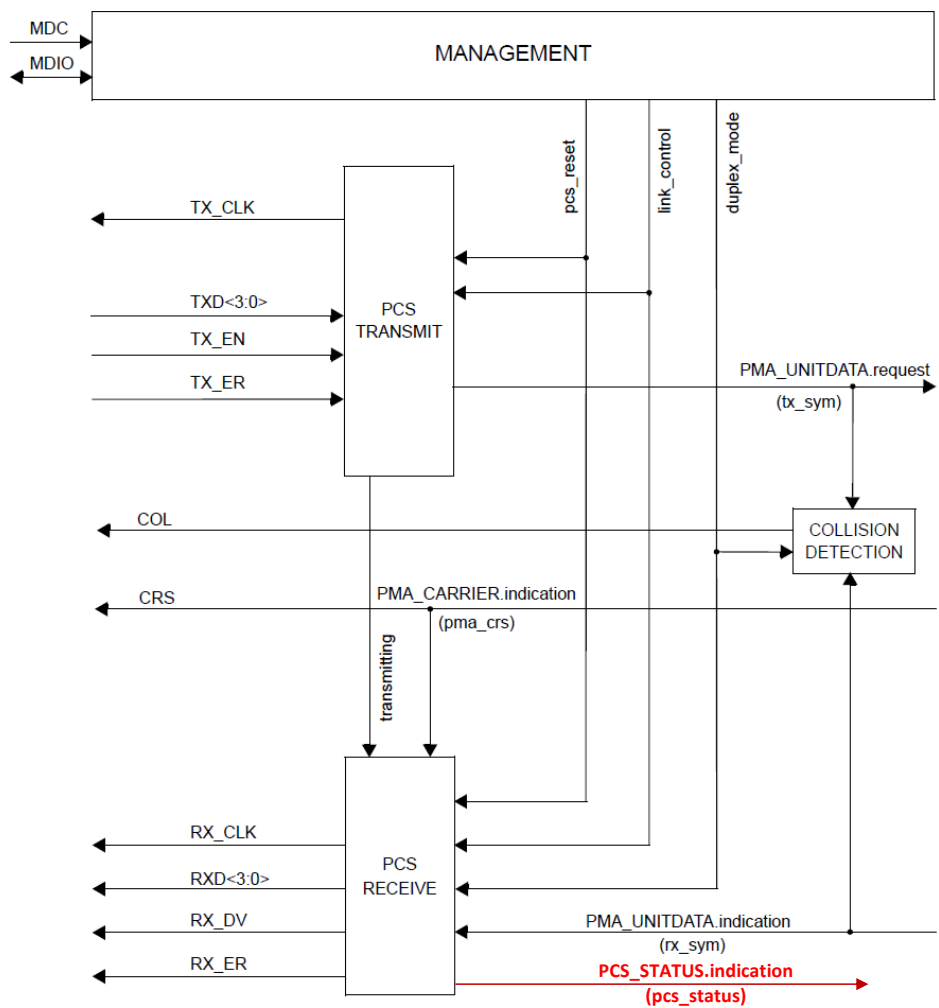 MDC
MDIO
MANAGEMENT
pcs_reset
link_control
duplex_mode
TX_CLK
TXD<3:0>
TX_EN
TX_ER
PCS
TRANSMIT
PMA_UNITDATA.request
(tx_sym)
COL
COLLISION
DETECTION
CRS
PMA_CARRIER.indication
(pma_crs)
transmitting
RX_CLK
RXD<3:0>
RX_DV
RX_ER
PCS
RECEIVE
PMA_UNITDATA.indication
(rx_sym)
PCS_STATUS.indication
(pcs_status)